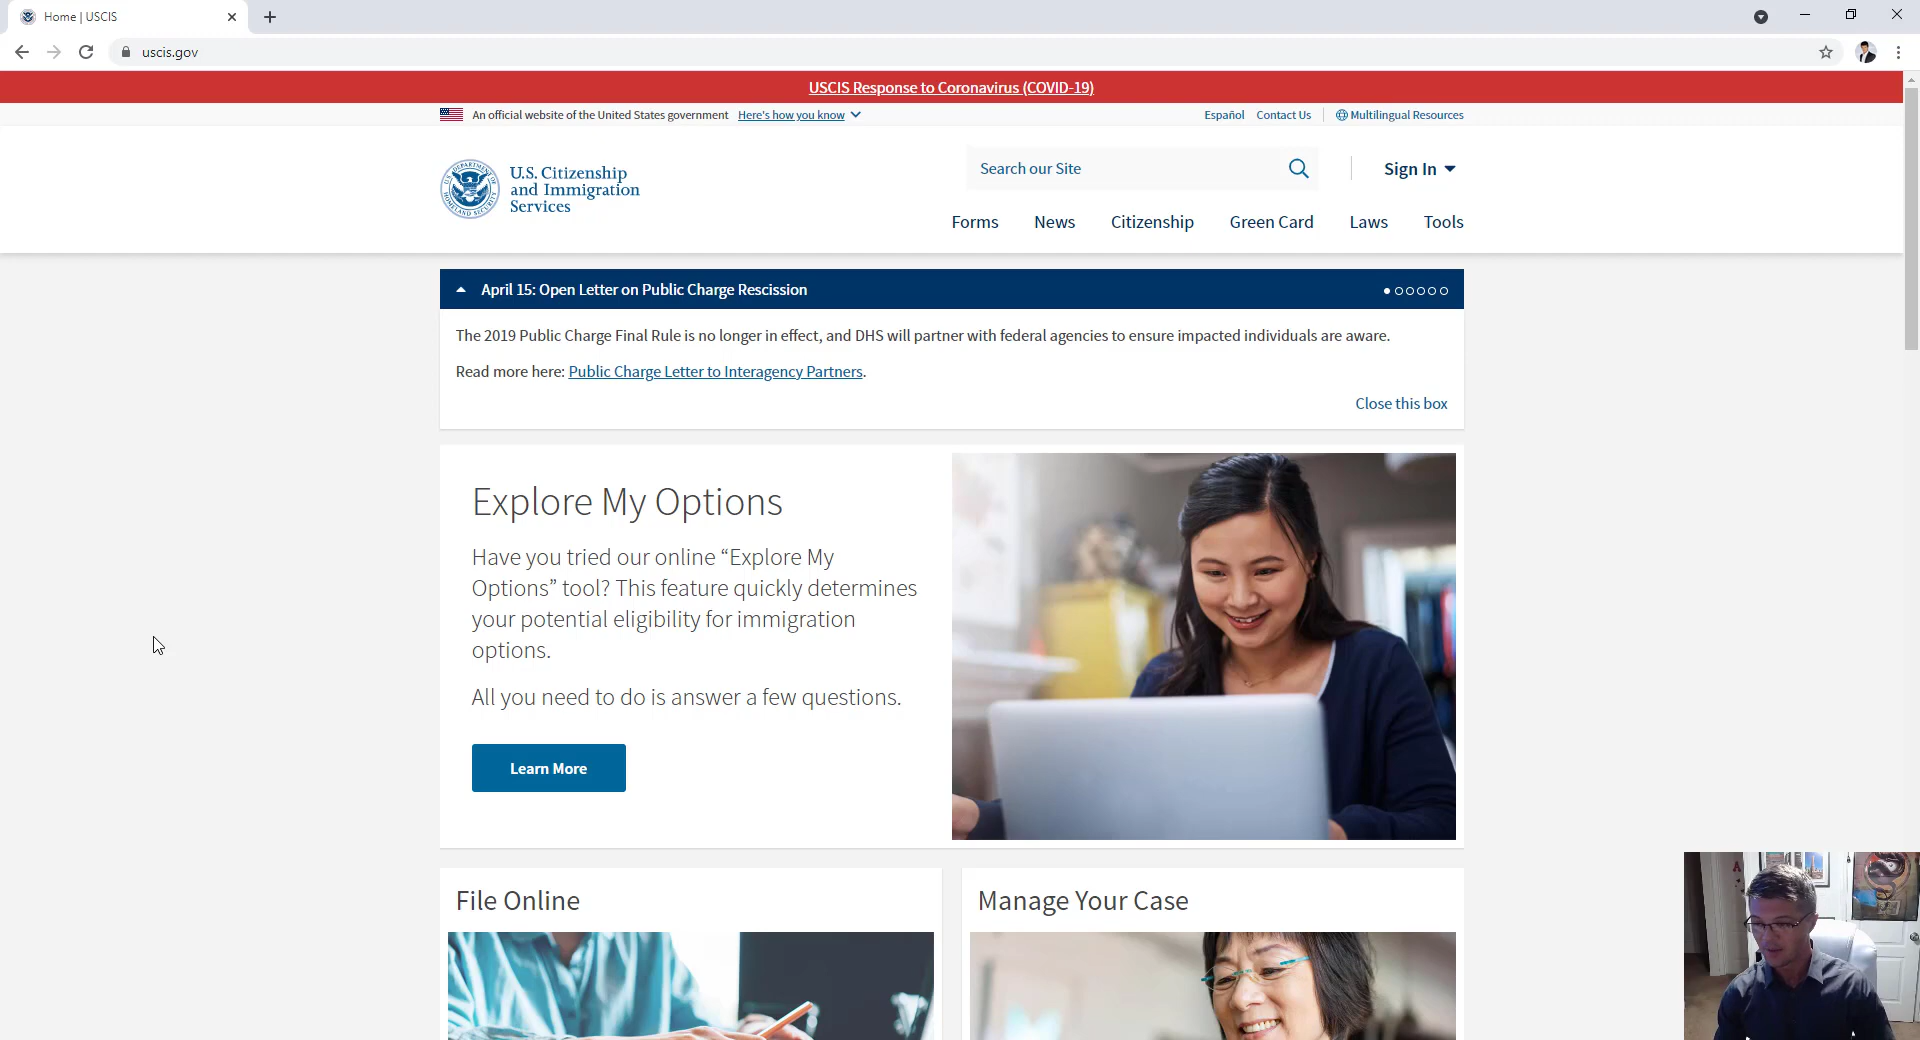 Home | USCIS
uscis.gov
USCIS Response to Coronavirus (COVID-19)
An official website of the United States government Here's how you know
Español Contact Us Multilingual Resources
U.S. Citizenship
and Immigration
Services
Search our Site
Sign In
Forms News Citizenship Green Card Laws Tools
April 15: Open Letter on Public Charge Rescission
The 2019 Public Charge Final Rule is no longer in effect, and DHS will partner with federal agencies to ensure impacted individuals are aware.
Read more here: Public Charge Letter to Interagency Partners.
Close this box
Explore My Options
Have you tried our online “Explore My
Options” tool? This feature quickly determines
your potential eligibility for immigration
options.
All you need to do is answer a few questions.
Learn More
File Online
Manage Your Case